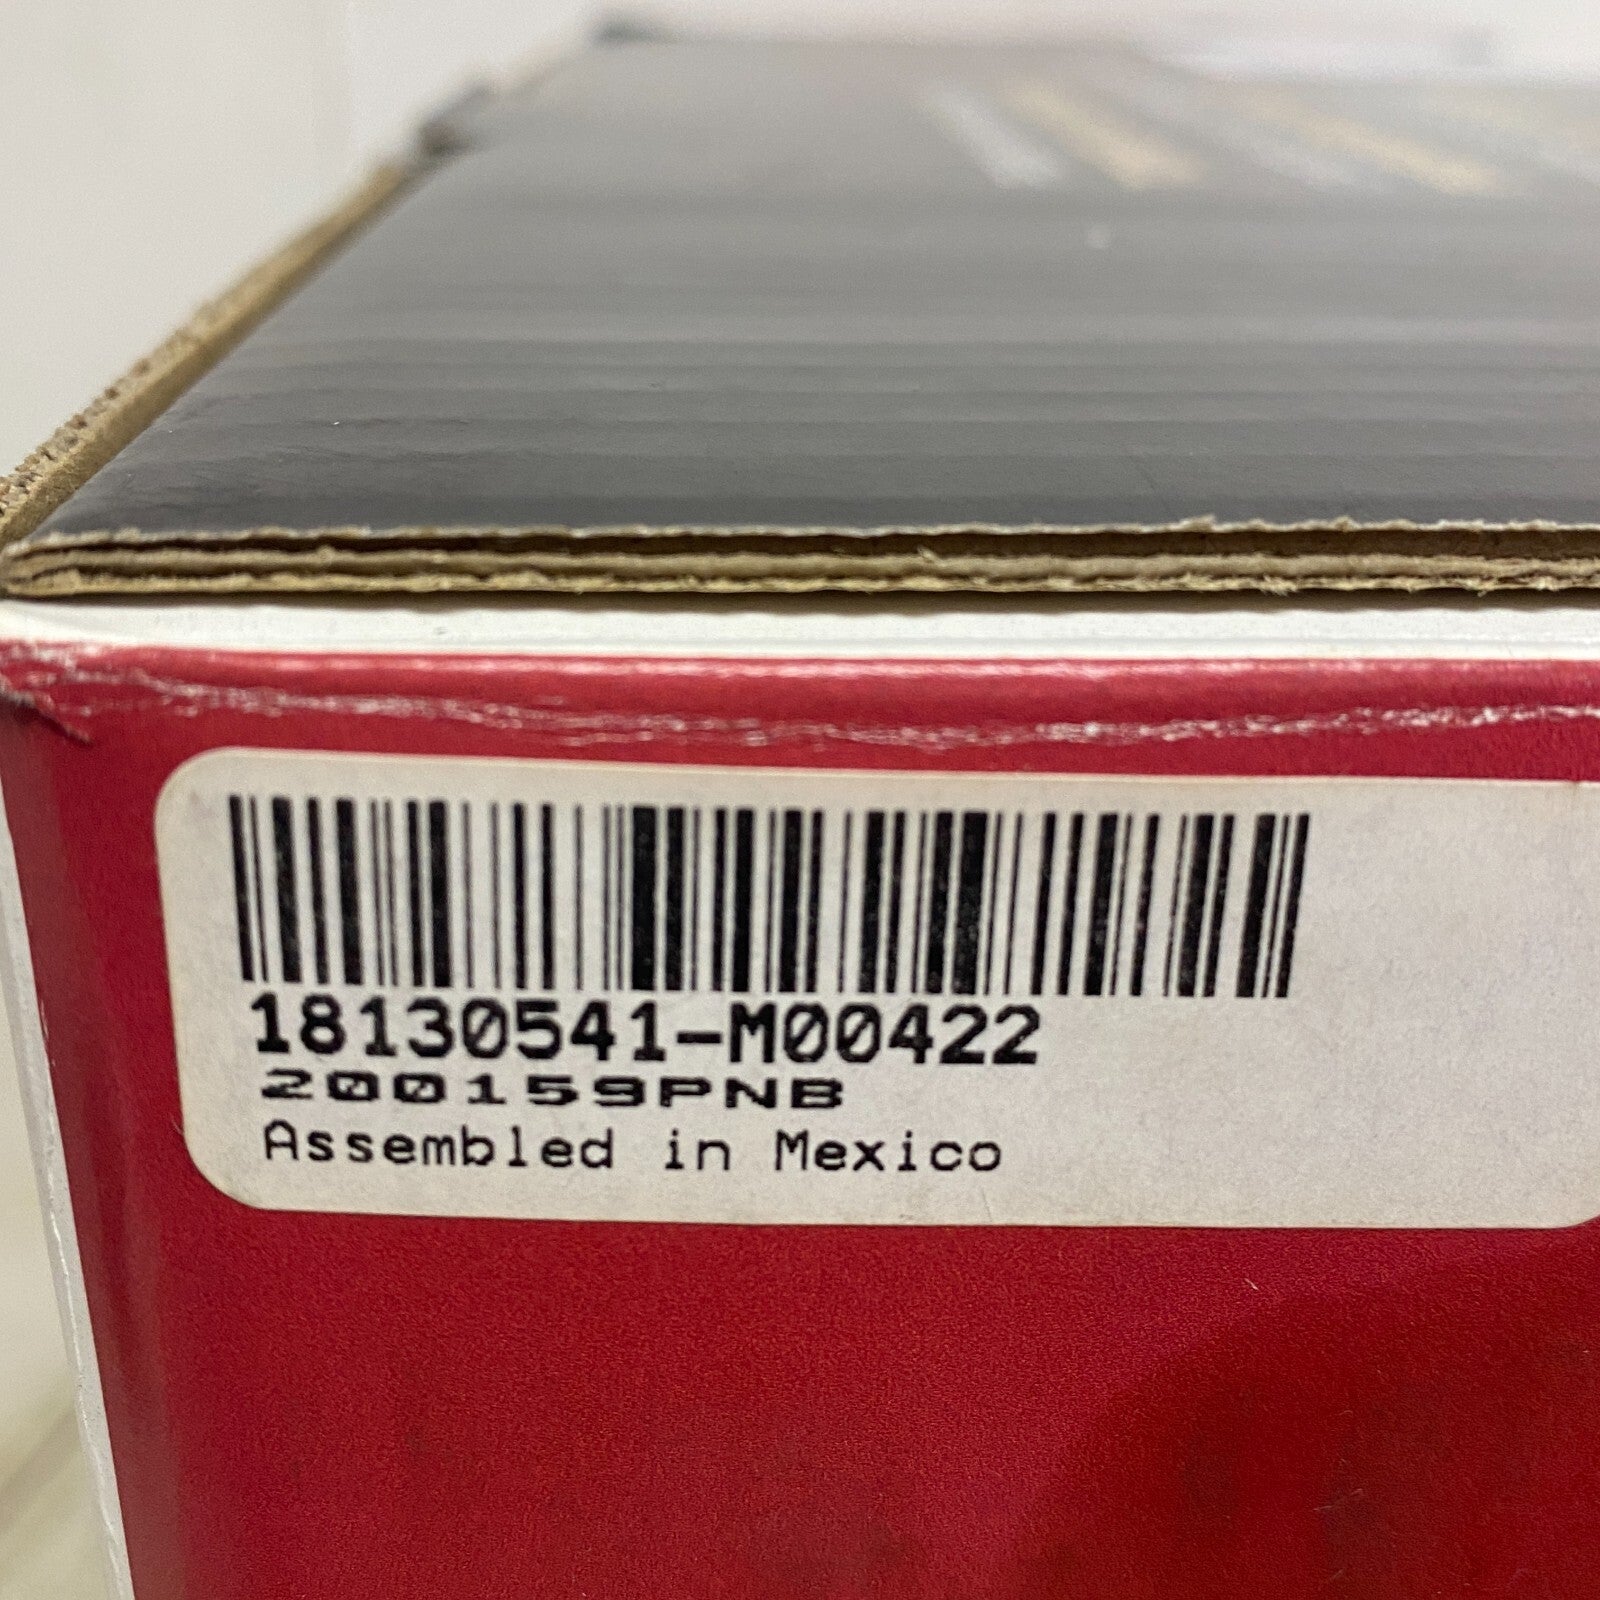 18130541-M00422
200159PNB
Assembled in Mexico